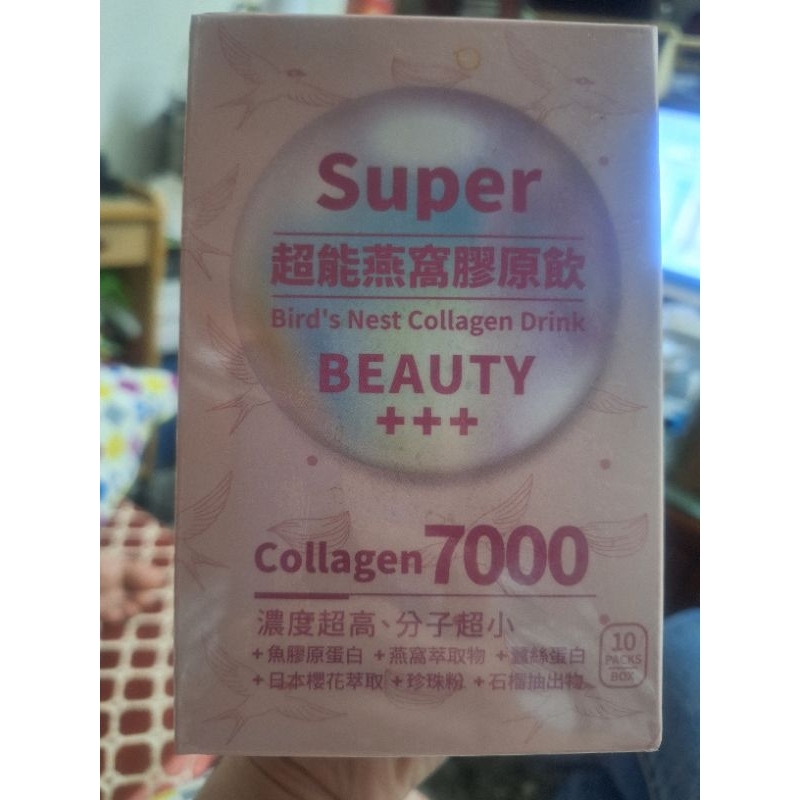 Super
超能燕窩膠原飲
Bird's Nest Collagen Drink
BEAUTY
+++
Collagen7000
濃度超高、分子超小
+魚膠原蛋白 +燕窩萃取物 +蠶絲蛋白
+日本櫻花萃取 +珍珠粉 +石榴抽出物
10
PACKS
BOX